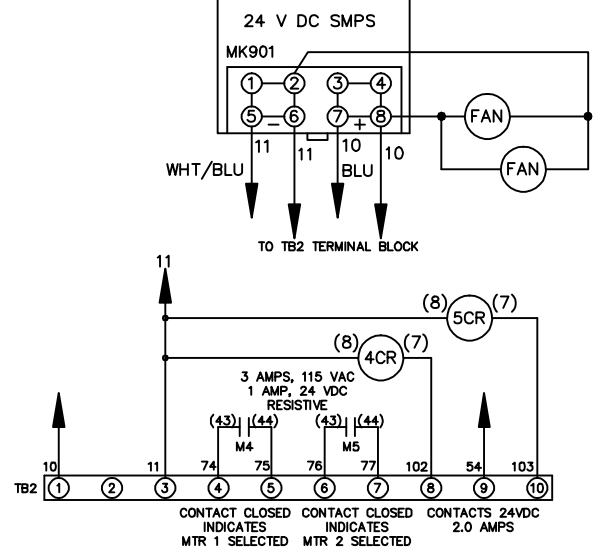 24 V DC SMPS
MK901
1 2 3 4
5 − 6 7 + 8
FAN
FAN
11 11 10 10
WHT/BLU BLU
TO TB2 TERMINAL BLOCK
11
(8) 5CR (7)
(8) 4CR (7)
3 AMPS, 115 VAC
1 AMP, 24 VDC
RESISTIVE
(43) (44) (43) (44)
M4 M5
10 11 74 75 76 77 102 54 103
TB2 1 2 3 4 5 6 7 8 9 10
CONTACT CLOSED
INDICATES
MTR 1 SELECTED
CONTACT CLOSED
INDICATES
MTR 2 SELECTED
CONTACTS 24VDC
2.0 AMPS